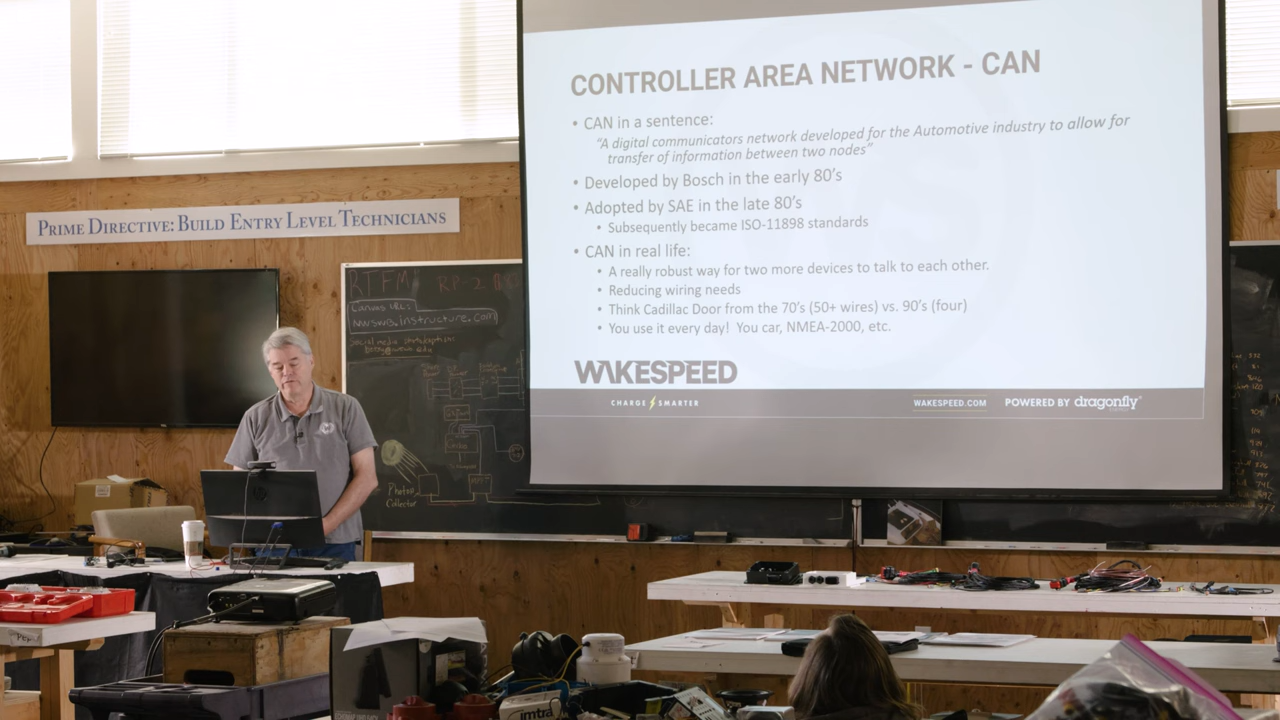 CONTROLLER AREA NETWORK - CAN
• CAN in a sentence:
"A digital communicators network developed for the Automotive industry to allow for
transfer of information between two nodes"
• Developed by Bosch in the early 80's
• Adopted by SAE in the late 80's
• Subsequently became ISO-11898 standards
• CAN in real life:
• A really robust way for two more devices to talk to each other.
• Reducing wiring needs
• Think Cadillac Door from the 70's (50+ wires) vs. 90's (four)
• You use it every day! You car, NMEA-2000, etc.
WAKESPEED
CHARGE SMARTER
WAKESPEED.COM
POWERED BY dragonfly
PRIME DIRECTIVE: BUILD ENTRY LEVEL TECHNICIANS
RTFM
Canvas URL:
nwswb.instructure.com
Social media
Photon
Collector
imtra